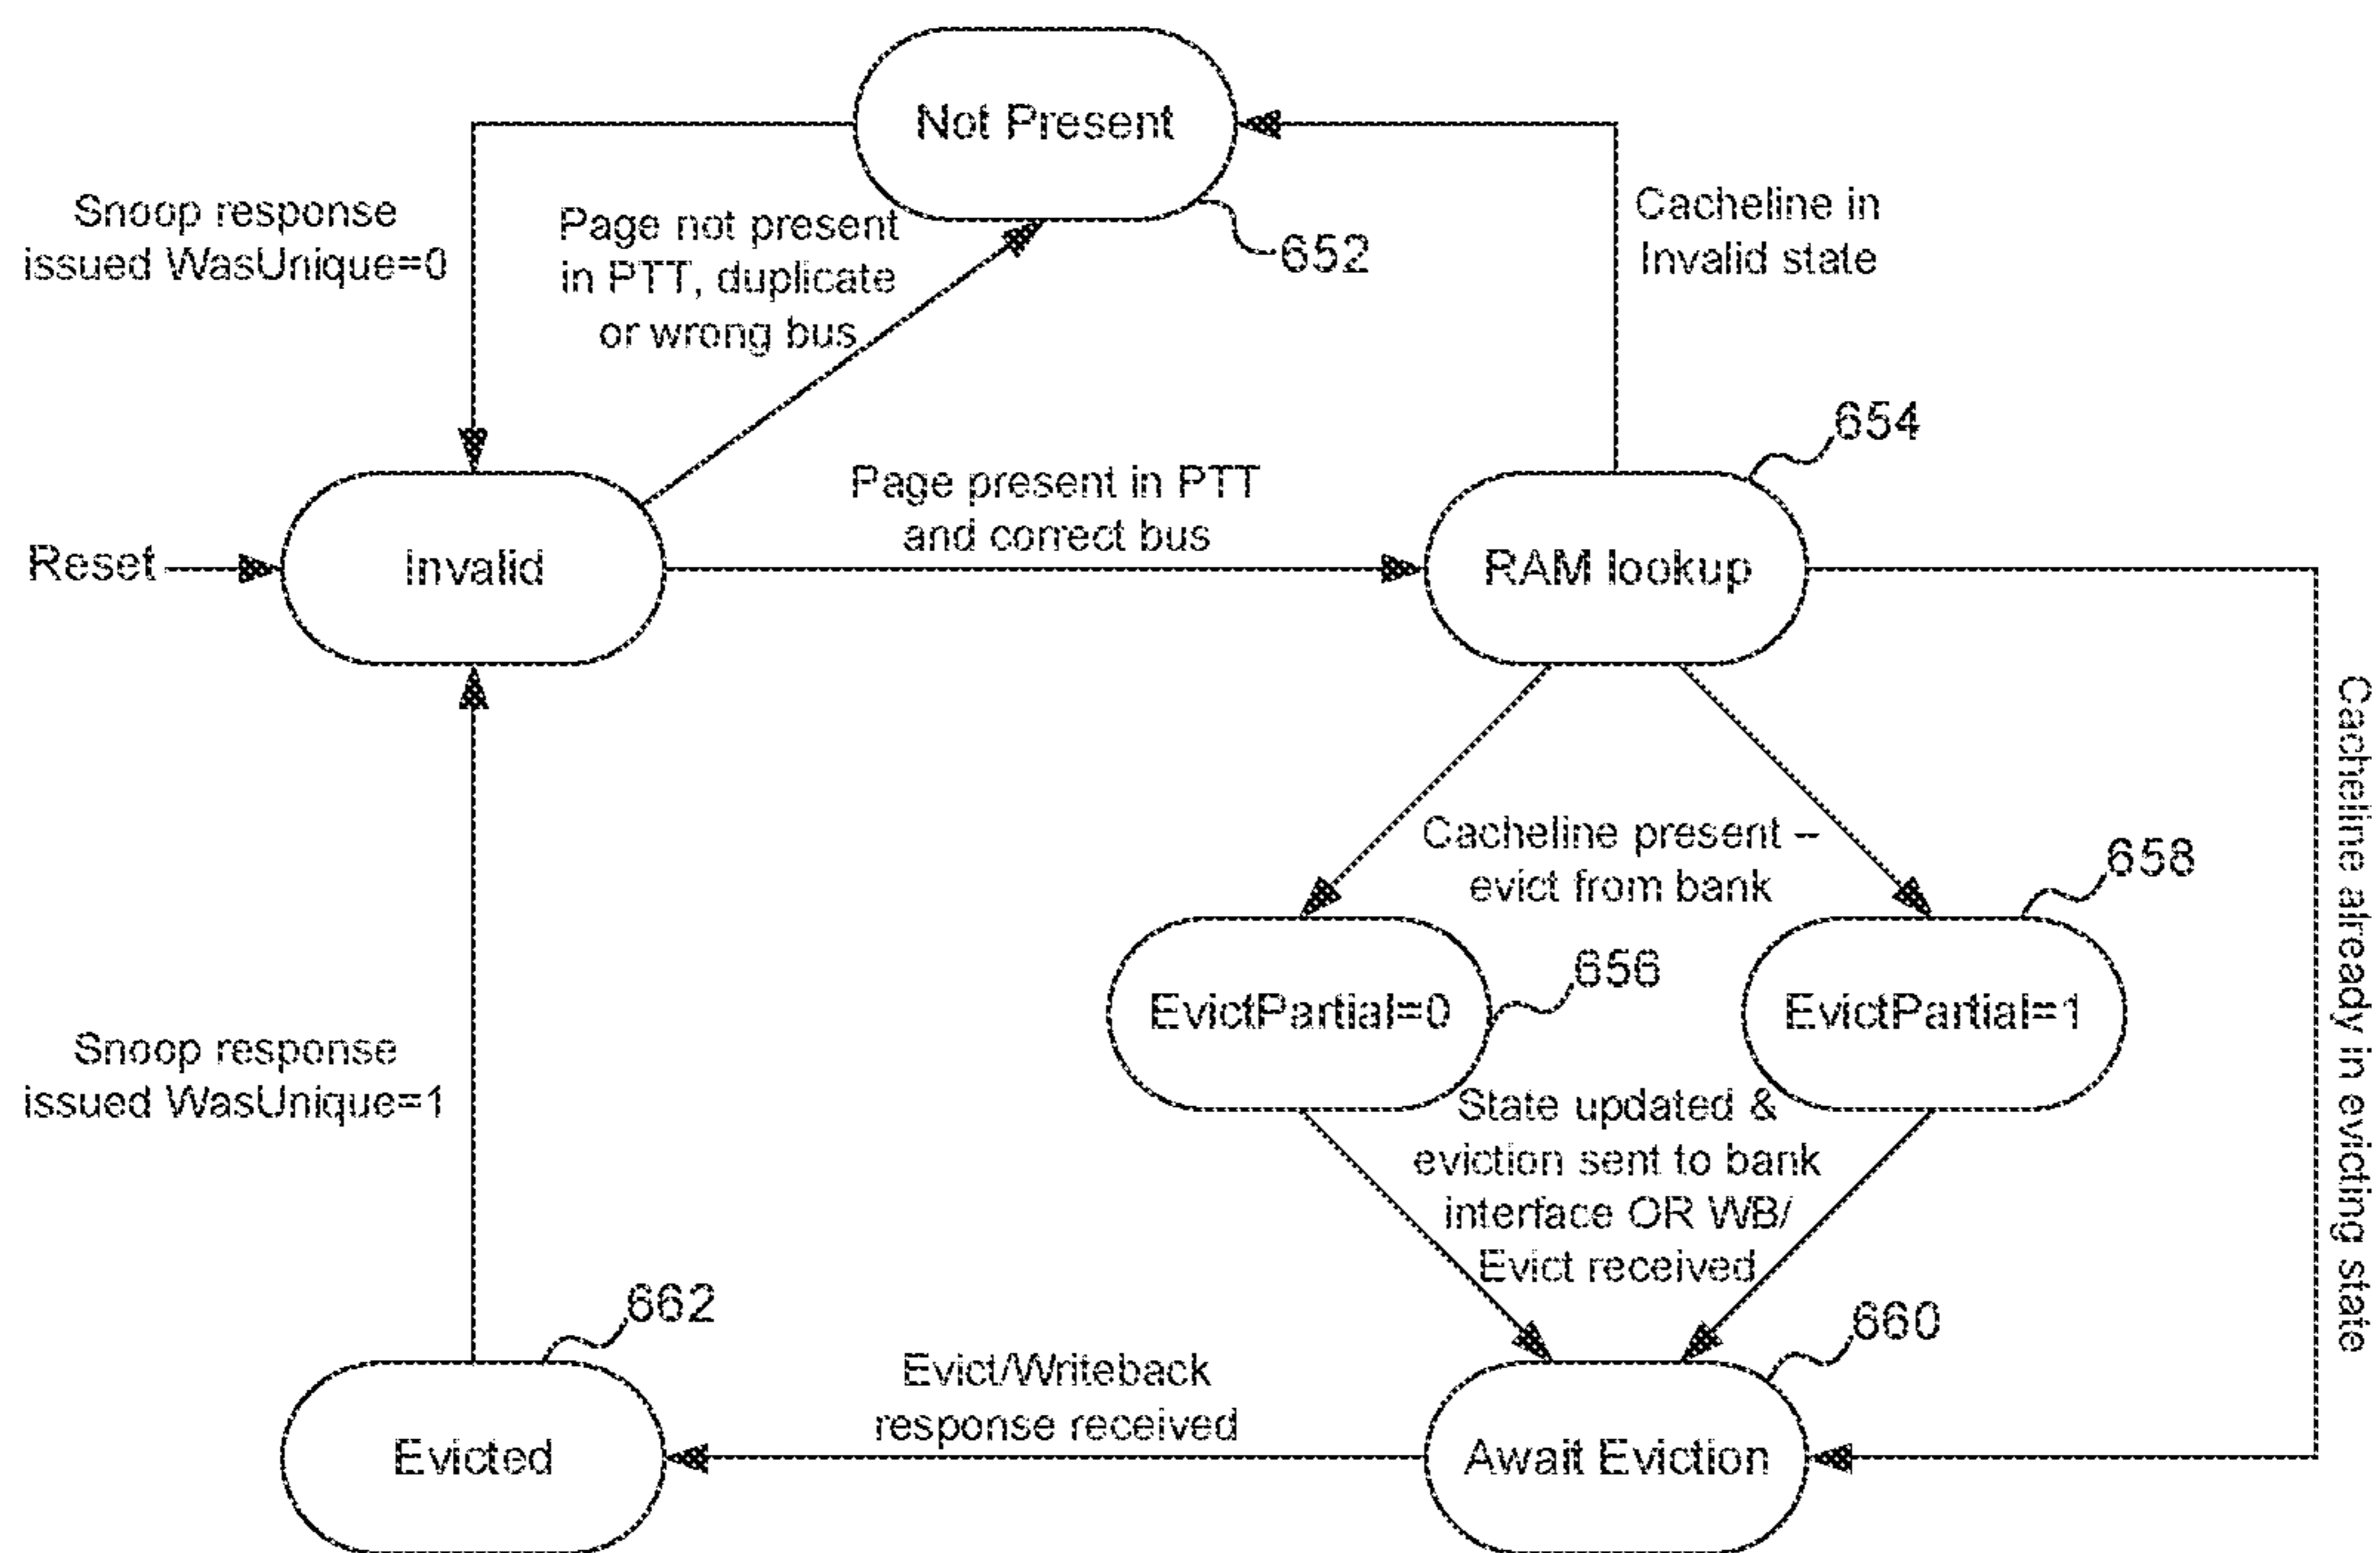 Not Present
Snoop response
issued WasUnique=0
Page not present
in PTT, duplicate
or wrong bus
652
Cacheline in
Invalid state
654
Page present in PTT
and correct bus
Reset
Invalid
RAM lookup
Cacheline already in evicting state
Cacheline present –
evict from bank
658
656
EvictPartial=0
EvictPartial=1
Snoop response
issued WasUnique=1
State updated &
eviction sent to bank
interface OR WB/
Evict received
662
660
Evict/Writeback
response received
Evicted
Await Eviction